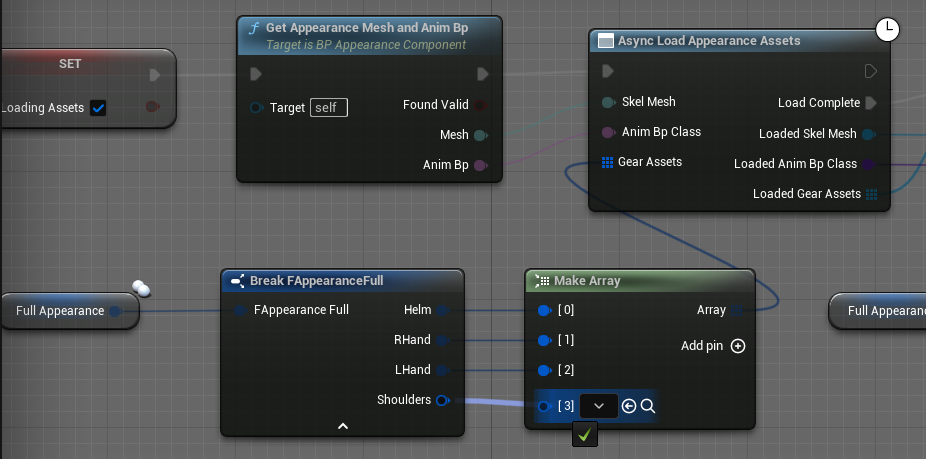 Get Appearance Mesh and Anim Bp
Target is BP Appearance Component
SET
Loading Assets
Target self
Found Valid
Mesh
Anim Bp
Async Load Appearance Assets
Skel Mesh
Load Complete
Anim Bp Class
Loaded Skel Mesh
Gear Assets
Loaded Anim Bp Class
Loaded Gear Assets
Full Appearance
Break FAppearanceFull
FAppearance Full
Helm
RHand
LHand
Shoulders
Make Array
[0]
Array
[1]
Add pin
[2]
[3]
Full Appearan